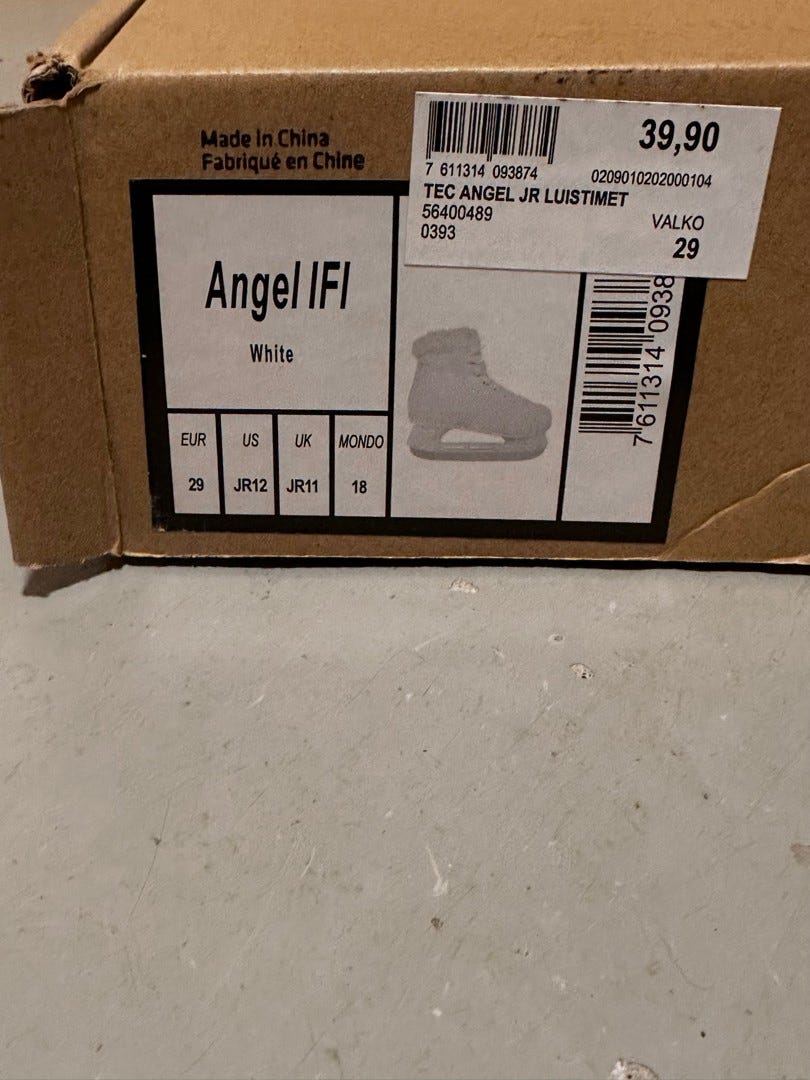 Made in China
Fabriqué en Chine
39,90
7 611314 093874
0209010202000104
TEC ANGEL JR LUISTIMET
56400489
VALKO
0393
29
Angel IFI
White
EUR US UK MONDO
29 JR12 JR11 18
7 611314 0938